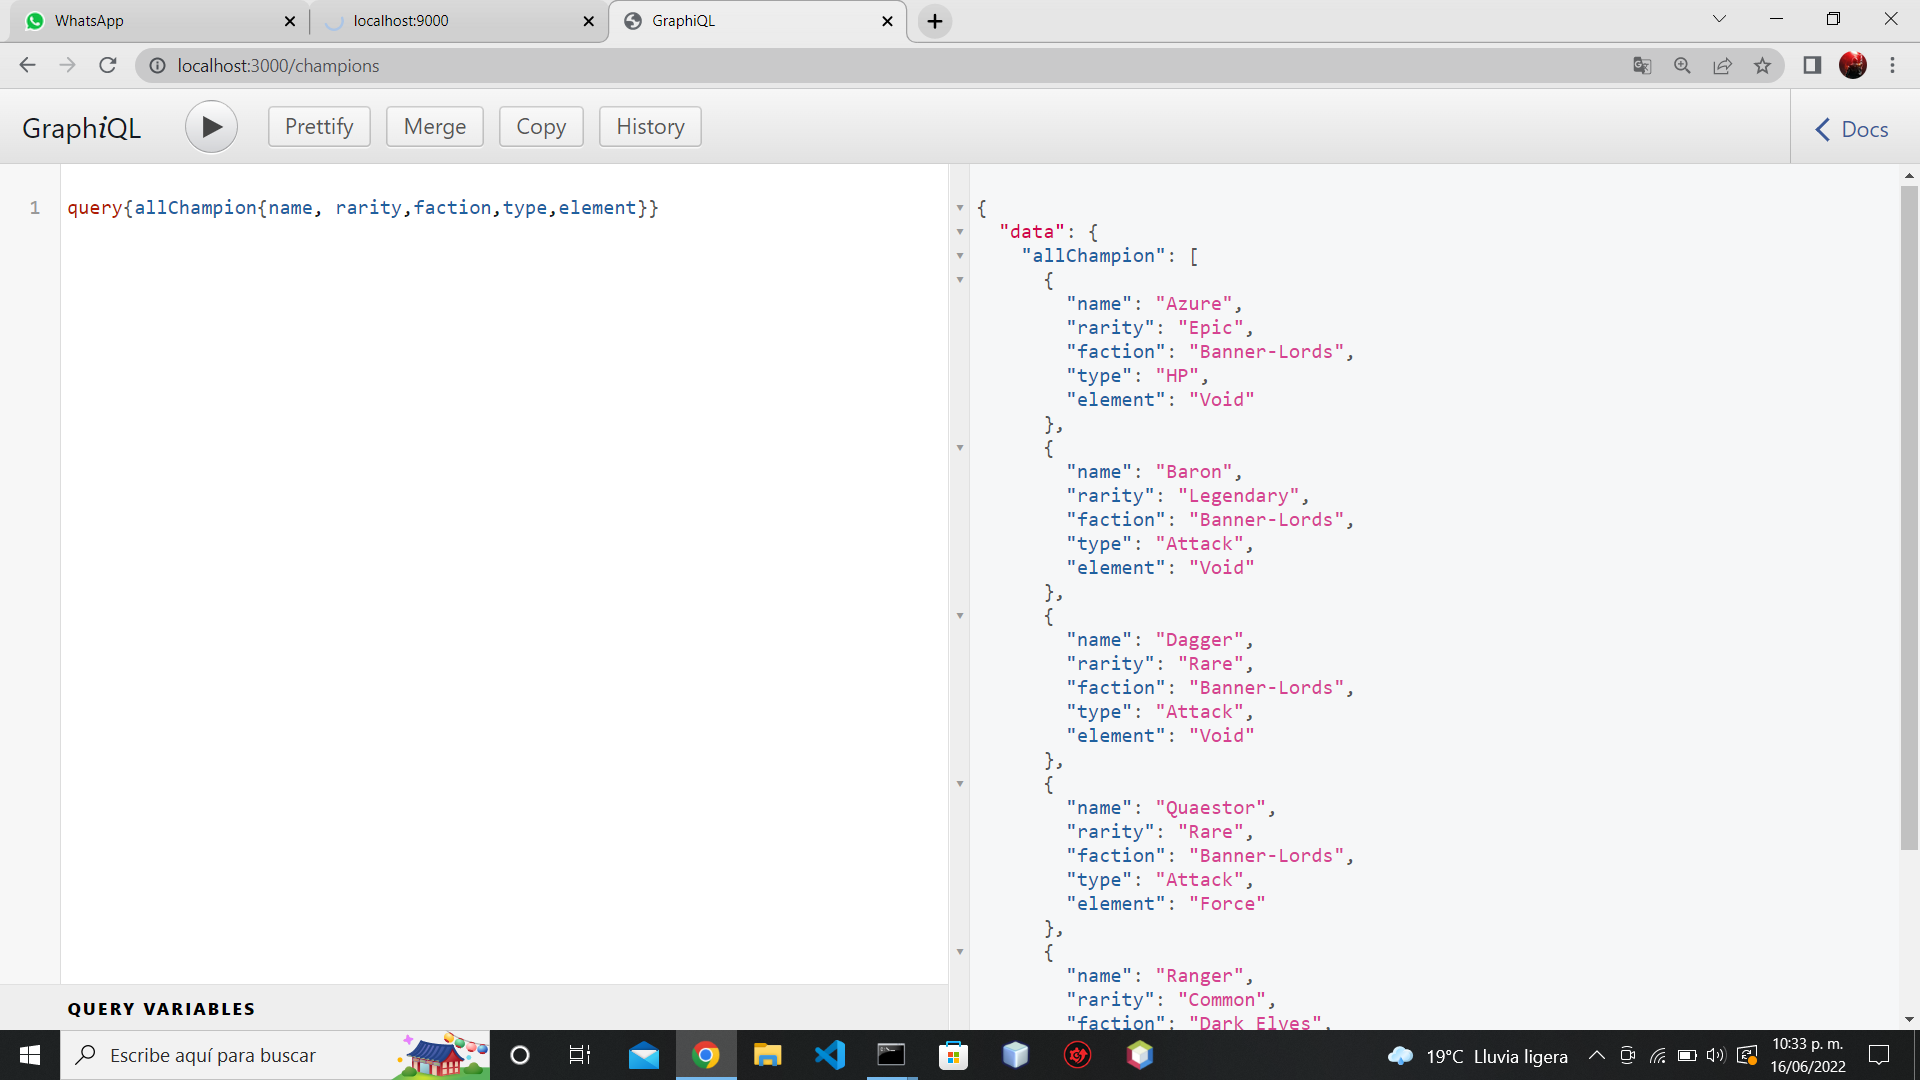 WhatsApp
localhost:9000
GraphiQL
localhost:3000/champions
GraphiQL
Prettify
Merge
Copy
History
Docs
1
query{allChampion{name, rarity,faction,type,element}}
{
"data": {
"allChampion": [
{
"name": "Azure",
"rarity": "Epic",
"faction": "Banner-Lords",
"type": "HP",
"element": "Void"
},
{
"name": "Baron",
"rarity": "Legendary",
"faction": "Banner-Lords",
"type": "Attack",
"element": "Void"
},
{
"name": "Dagger",
"rarity": "Rare",
"faction": "Banner-Lords",
"type": "Attack",
"element": "Void"
},
{
"name": "Quaestor",
"rarity": "Rare",
"faction": "Banner-Lords",
"type": "Attack",
"element": "Force"
},
{
"name": "Ranger",
"rarity": "Common",
"faction": "Dark Elves",
QUERY VARIABLES
Escribe aquí para buscar
19°C Lluvia ligera
10:33 p. m.
16/06/2022